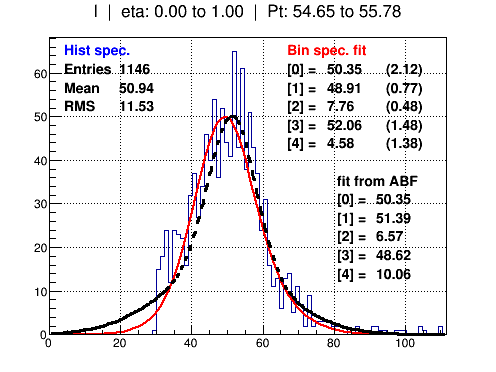 I | eta: 0.00 to 1.00 | Pt: 54.65 to 55.78
Hist spec.
Entries 1146
Mean 50.94
RMS 11.53
Bin spec. fit
[0] = 50.35 (2.12)
[1] = 48.91 (0.77)
[2] = 7.76 (0.48)
[3] = 52.06 (1.48)
[4] = 4.58 (1.38)
fit from ABF
[0] = 50.35
[1] = 51.39
[2] = 6.57
[3] = 48.62
[4] = 10.06
60
50
40
30
20
10
0
0 20 40 60 80 100